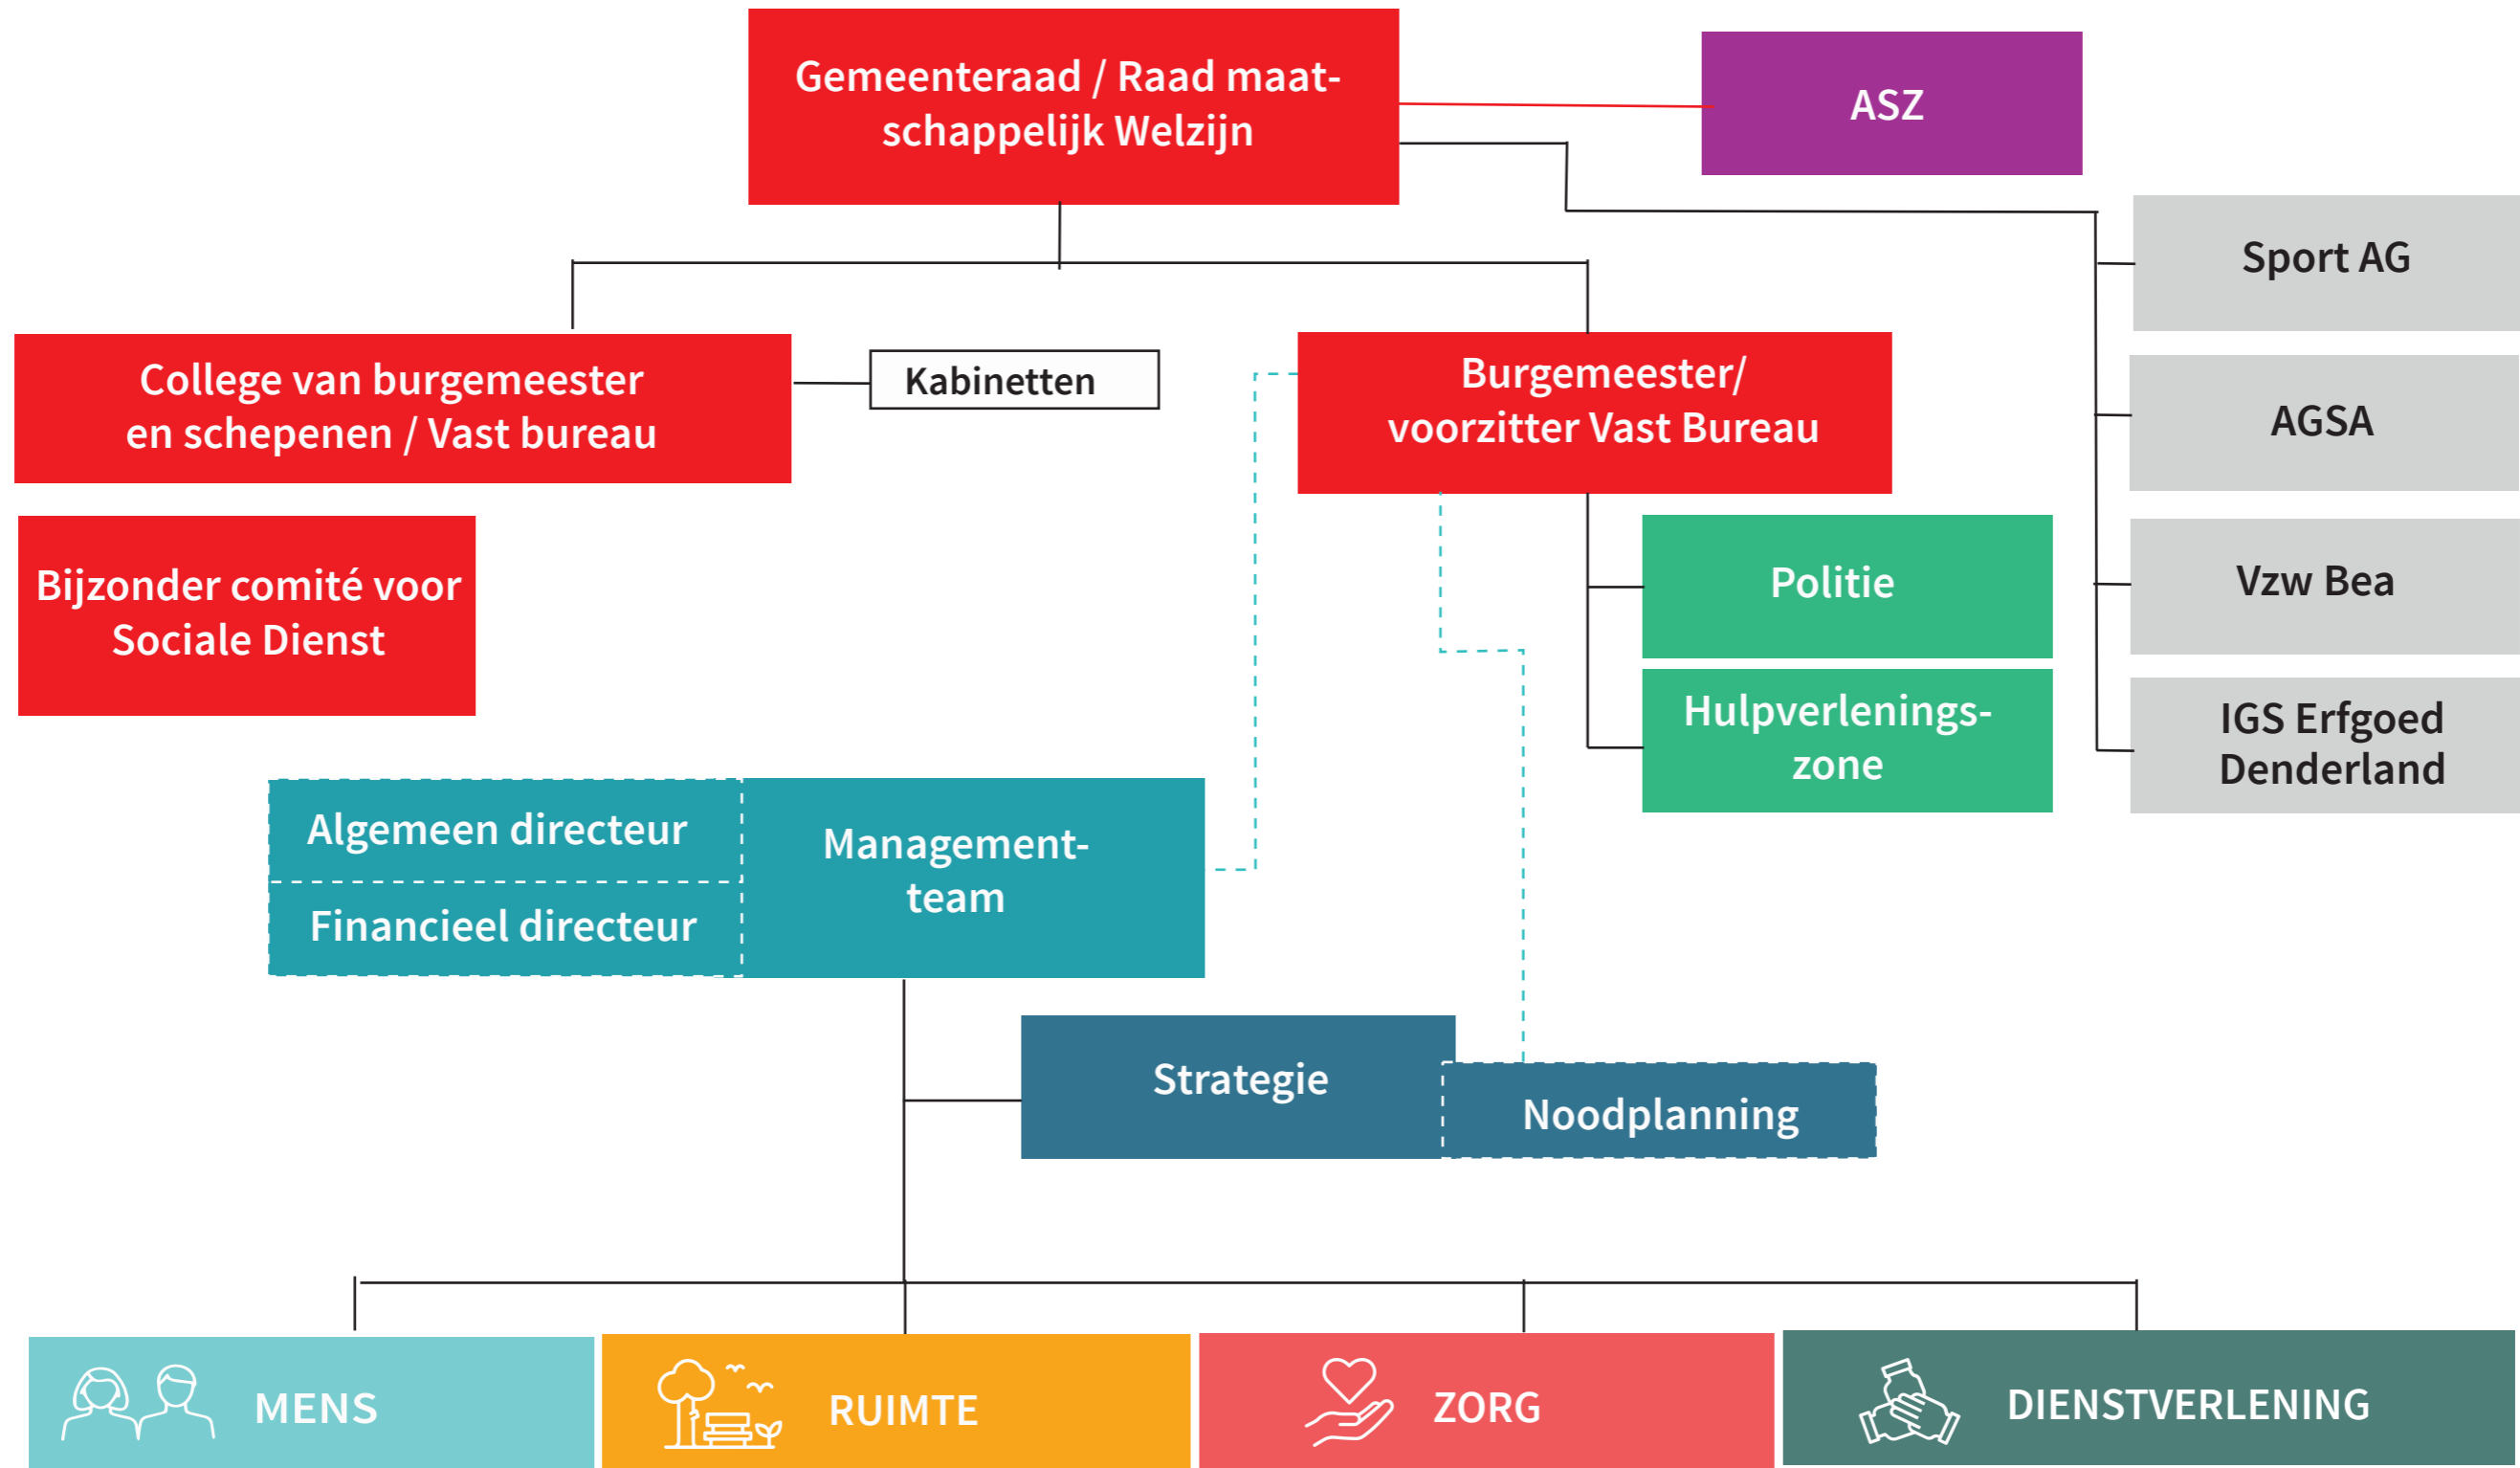 Gemeenteraad / Raad maat-
schappelijk Welzijn
ASZ
Sport AG
College van burgemeester
en schepenen / Vast bureau
Kabinetten
Burgemeester/
voorzitter Vast Bureau
AGSA
Bijzonder comité voor
Sociale Dienst
Politie
Vzw Bea
Hulpverlenings-
zone
IGS Erfgoed
Denderland
Algemeen directeur
Financieel directeur
Management-
team
Strategie
Noodplanning
MENS
RUIMTE
ZORG
DIENSTVERLENING